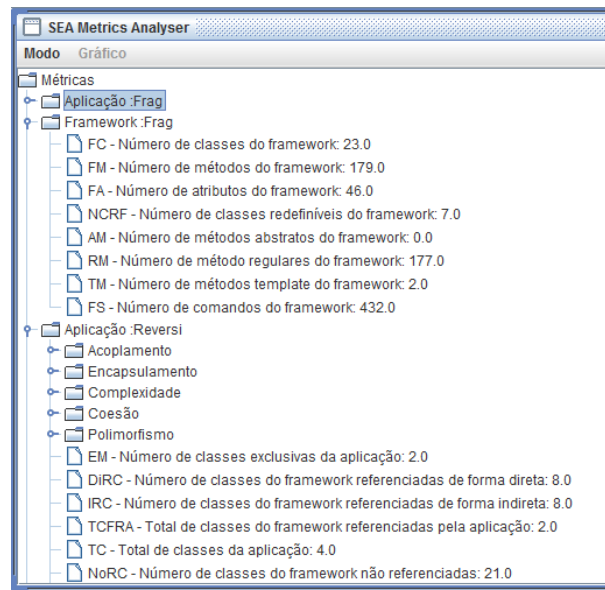 SEA Metrics Analyser
Modo Gráfico
Métricas
Aplicação :Frag
Framework :Frag
FC - Número de classes do framework: 23.0
FM - Número de métodos do framework: 179.0
FA - Número de atributos do framework: 46.0
NCRF - Número de classes redefiníveis do framework: 7.0
AM - Número de métodos abstratos do framework: 0.0
RM - Número de método regulares do framework: 177.0
TM - Número de métodos template do framework: 2.0
FS - Número de comandos do framework: 432.0
Aplicação :Reversi
Acoplamento
Encapsulamento
Complexidade
Coesão
Polimorfismo
EM - Número de classes exclusivas da aplicação: 2.0
DiRC - Número de classes do framework referenciadas de forma direta: 8.0
IRC - Número de classes do framework referenciadas de forma indireta: 8.0
TCFRA - Total de classes do framework referenciadas pela aplicação: 2.0
TC - Total de classes da aplicação: 4.0
NoRC - Número de classes do framework não referenciadas: 21.0